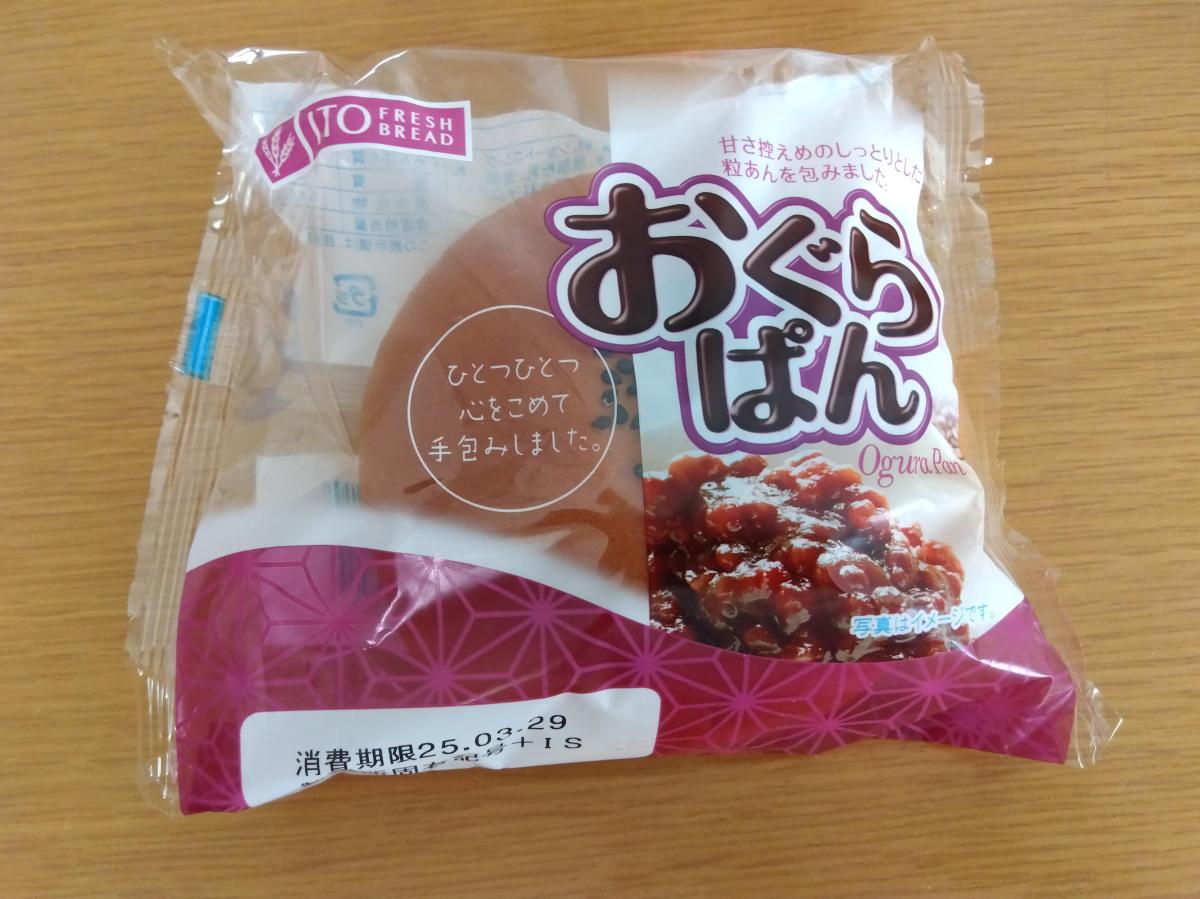 ITO FRESH
BREAD
甘さ控えめのしっとりとした
粒あんを包みました。
おぐら
ぱん
Ogura Pan
ひとつひとつ
心をこめて
手包みしました。
プラ
写真はイメージです。
消費期限25.03.29
+IS